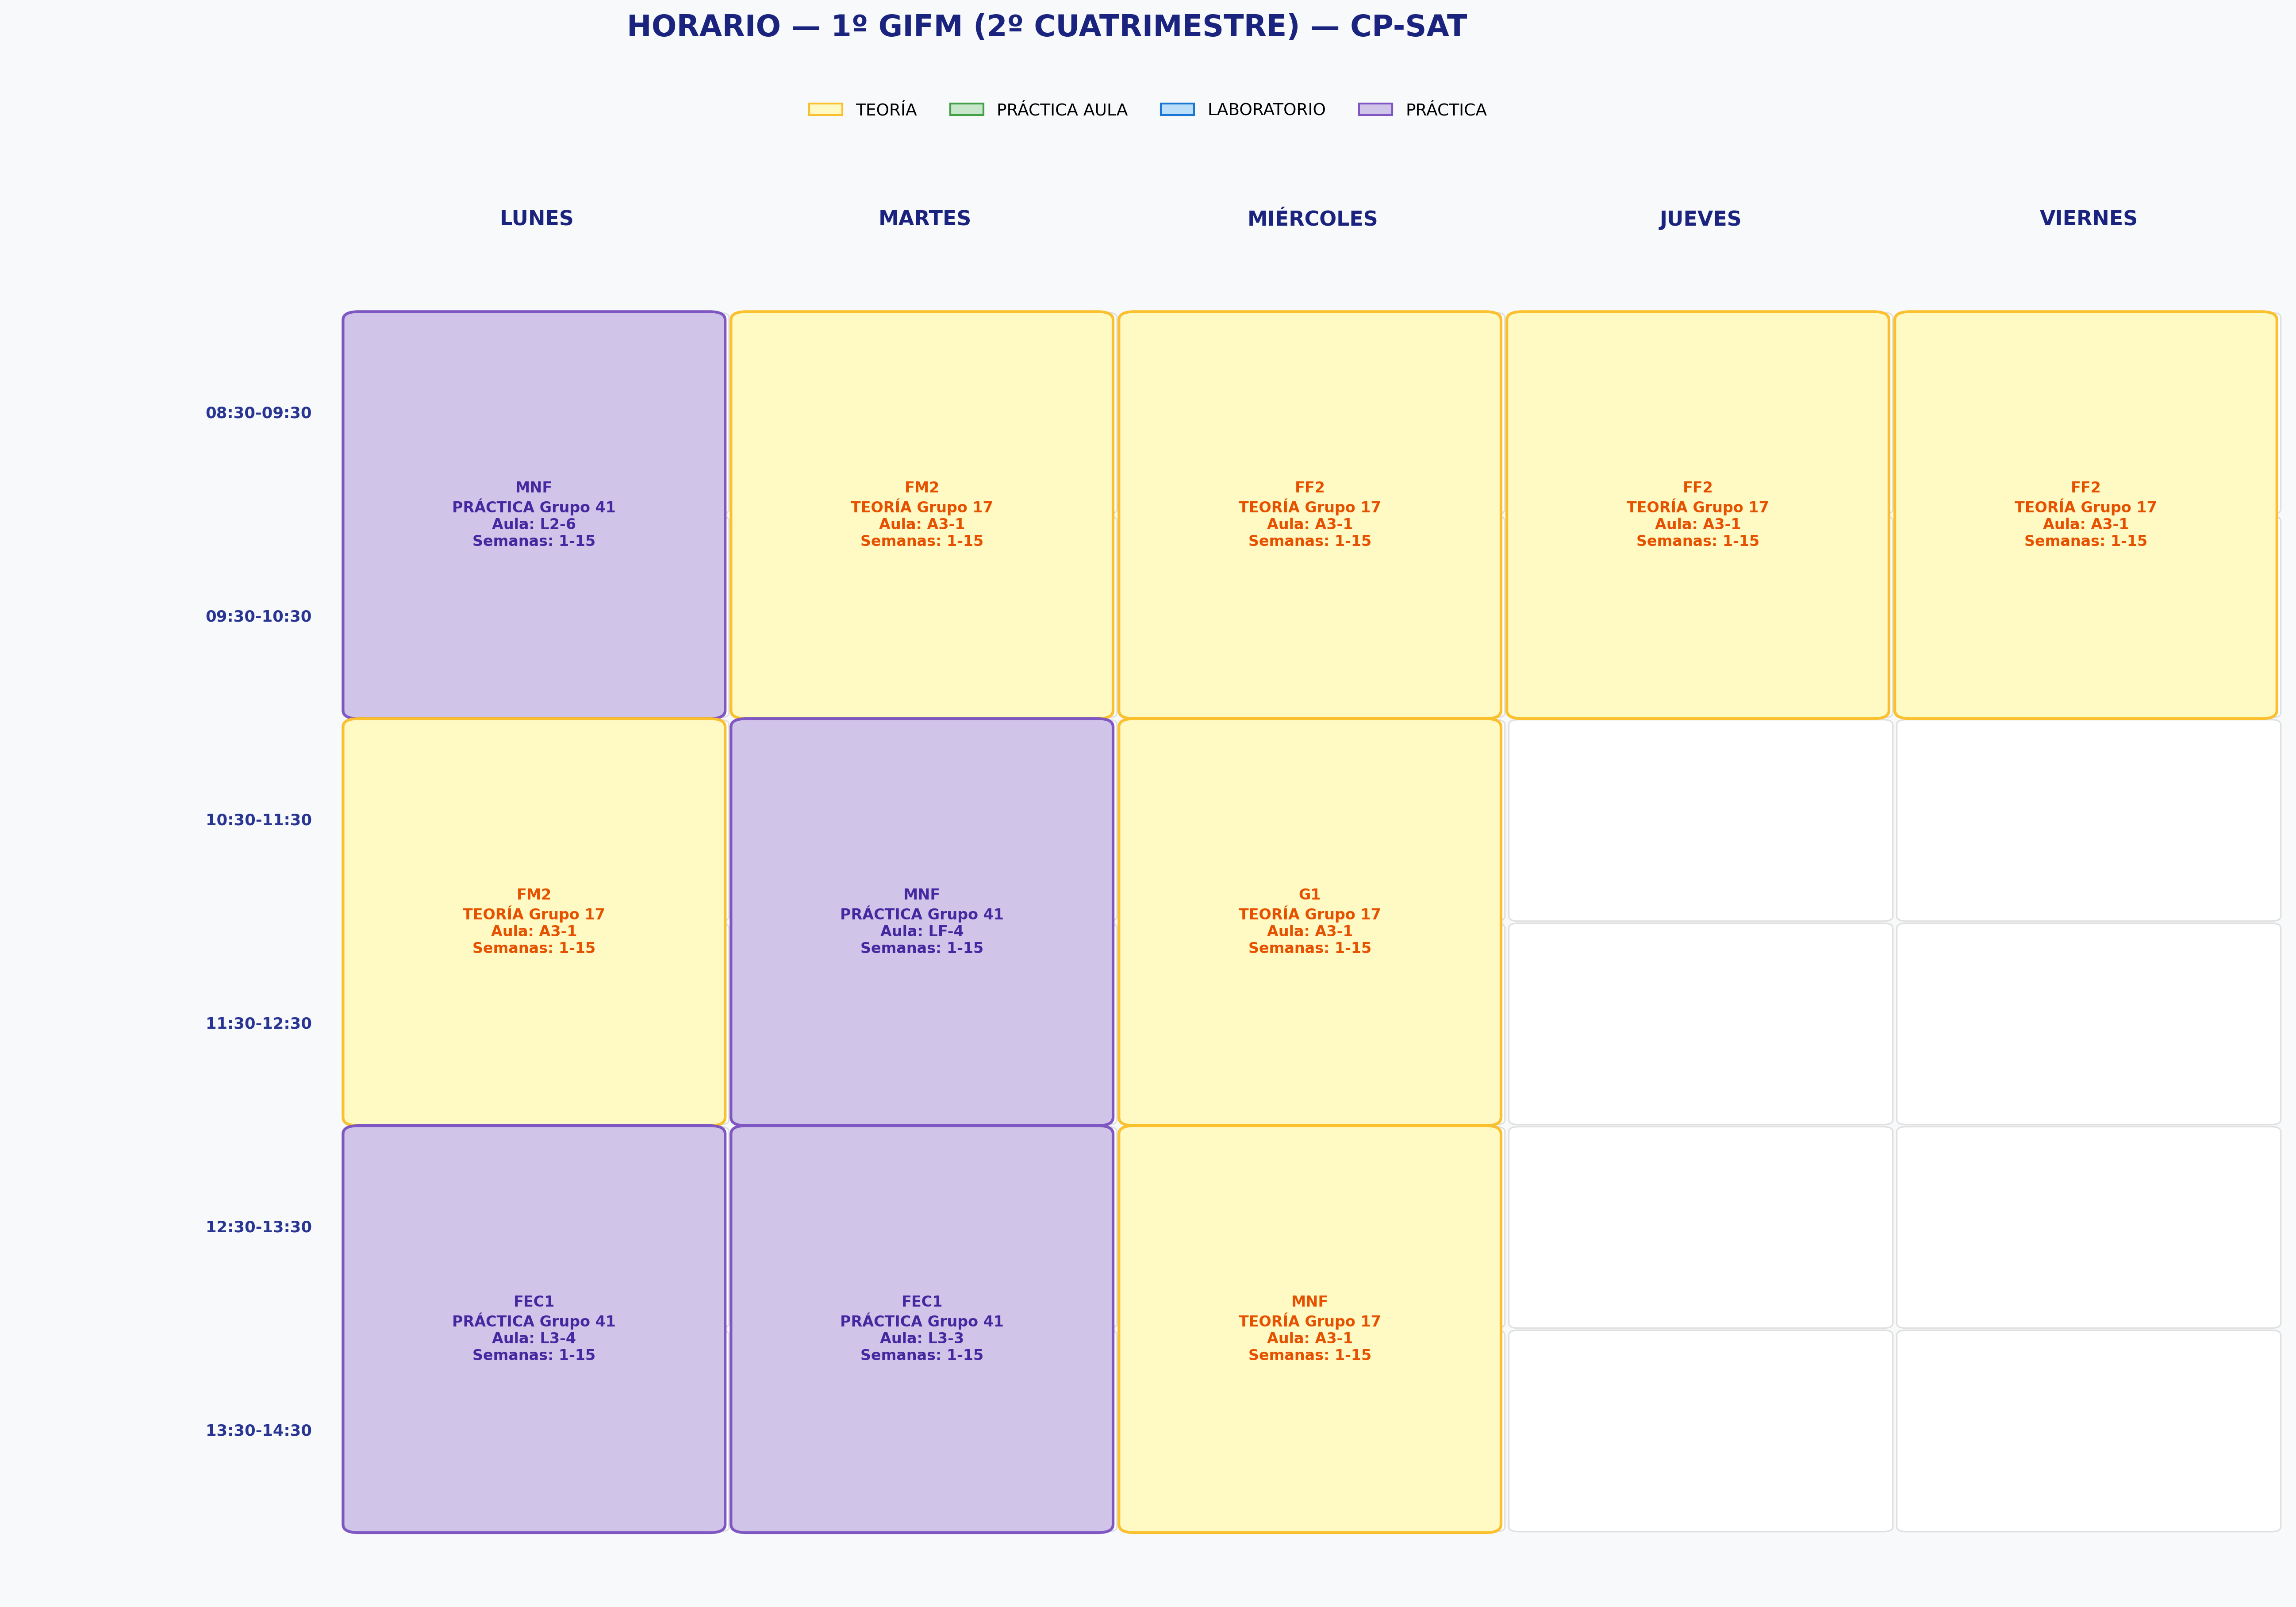 HORARIO — 1º GIFM (2º CUATRIMESTRE) — CP-SAT
TEORÍA
PRÁCTICA AULA
LABORATORIO
PRÁCTICA
LUNES
MARTES
MIÉRCOLES
JUEVES
VIERNES
08:30-09:30
09:30-10:30
MNF
PRÁCTICA Grupo 41
Aula: L2-6
Semanas: 1-15
FM2
TEORÍA Grupo 17
Aula: A3-1
Semanas: 1-15
FF2
TEORÍA Grupo 17
Aula: A3-1
Semanas: 1-15
FF2
TEORÍA Grupo 17
Aula: A3-1
Semanas: 1-15
FF2
TEORÍA Grupo 17
Aula: A3-1
Semanas: 1-15
10:30-11:30
11:30-12:30
FM2
TEORÍA Grupo 17
Aula: A3-1
Semanas: 1-15
MNF
PRÁCTICA Grupo 41
Aula: LF-4
Semanas: 1-15
G1
TEORÍA Grupo 17
Aula: A3-1
Semanas: 1-15
12:30-13:30
13:30-14:30
FEC1
PRÁCTICA Grupo 41
Aula: L3-4
Semanas: 1-15
FEC1
PRÁCTICA Grupo 41
Aula: L3-3
Semanas: 1-15
MNF
TEORÍA Grupo 17
Aula: A3-1
Semanas: 1-15